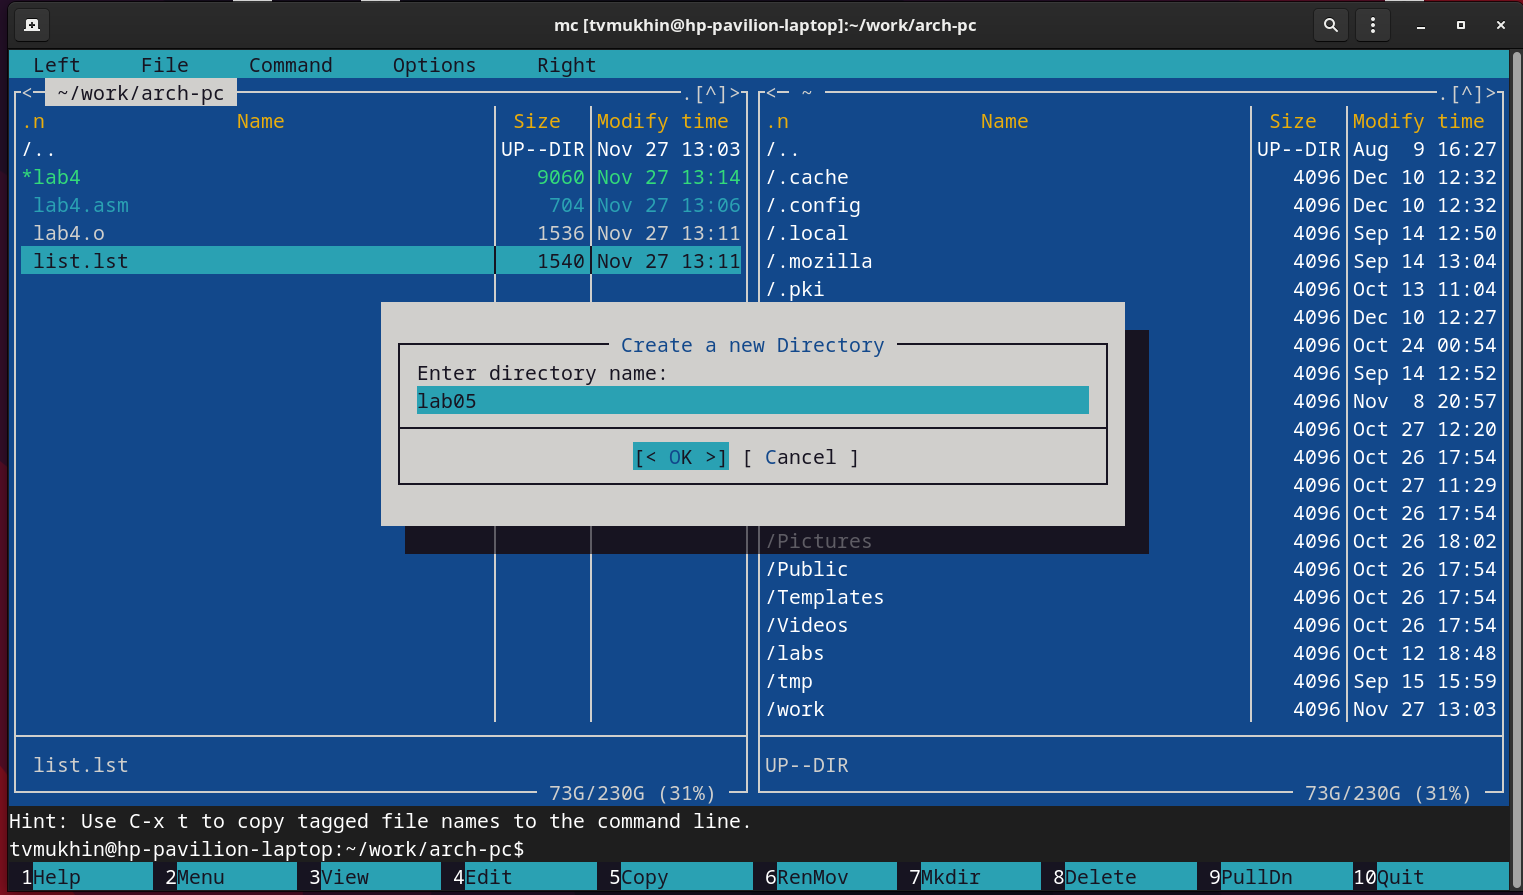 mc [tvmukhin@hp-pavilion-laptop]:~/work/arch-pc
Left File Command Options Right
<─ ~/work/arch-pc ─.[^]>
.n Name Size Modify time
/.. UP--DIR Nov 27 13:03
*lab4 9060 Nov 27 13:14
lab4.asm 704 Nov 27 13:06
lab4.o 1536 Nov 27 13:11
list.lst 1540 Nov 27 13:11
list.lst
73G/230G (31%)
<─ ~ ─.[^]>
.n Name Size Modify time
/.. UP--DIR Aug 9 16:27
/.cache 4096 Dec 10 12:32
/.config 4096 Dec 10 12:32
/.local 4096 Sep 14 12:50
/.mozilla 4096 Sep 14 13:04
/.pki 4096 Oct 13 11:04
4096 Dec 10 12:27
4096 Oct 24 00:54
4096 Sep 14 12:52
4096 Nov 8 20:57
4096 Oct 27 12:20
4096 Oct 26 17:54
4096 Oct 27 11:29
4096 Oct 26 17:54
/Pictures 4096 Oct 26 18:02
/Public 4096 Oct 26 17:54
/Templates 4096 Oct 26 17:54
/Videos 4096 Oct 26 17:54
/labs 4096 Oct 12 18:48
/tmp 4096 Sep 15 15:59
/work 4096 Nov 27 13:03
UP--DIR
73G/230G (31%)
Create a new Directory
Enter directory name:
lab05
[< OK >] [ Cancel ]
Hint: Use C-x t to copy tagged file names to the command line.
tvmukhin@hp-pavilion-laptop:~/work/arch-pc$
1Help 2Menu 3View 4Edit 5Copy 6RenMov 7Mkdir 8Delete 9PullDn 10Quit